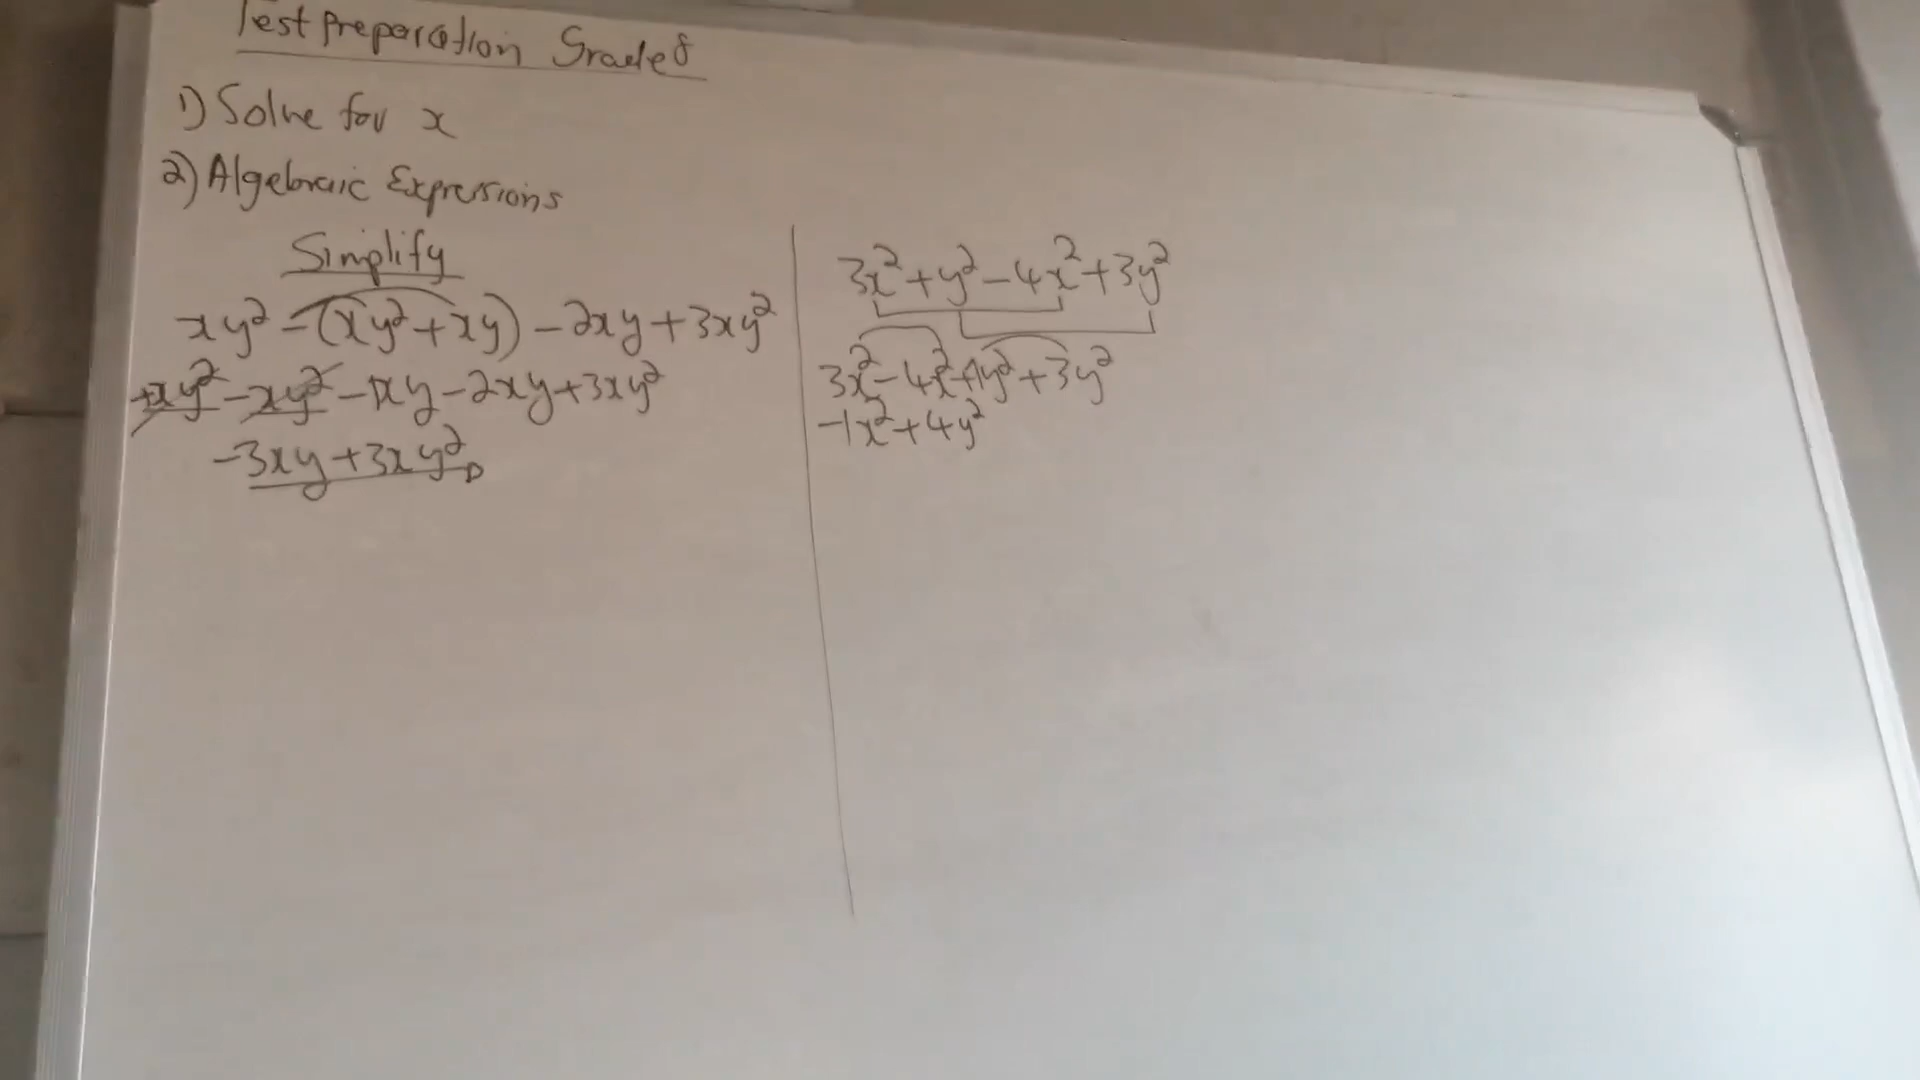 Test Preparation Grade 8
1) Solve for x
2) Algebraic Expressions
Simplify
xy² - (xy² + xy) - 2xy + 3xy²
+xy² - xy² - 1xy - 2xy + 3xy²
-3xy + 3xy²
3x² + y² - 4x² + 3y²
3x² - 4x² + 1y² + 3y²
-1x² + 4y²